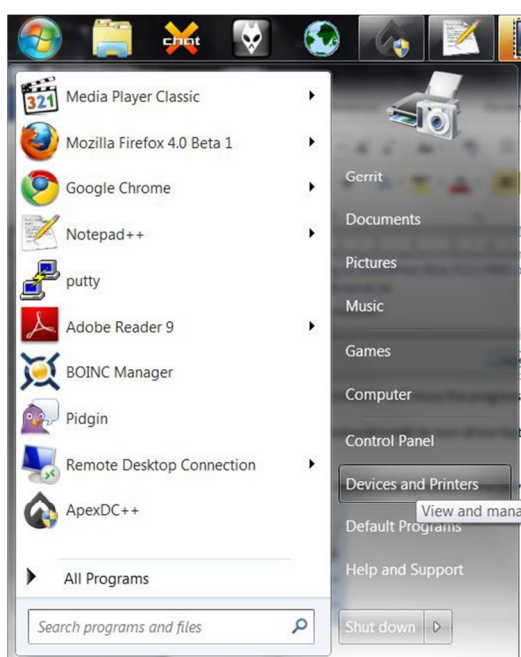 chat
321
Media Player Classic
Mozilla Firefox 4.0 Beta 1
Google Chrome
Notepad++
putty
Adobe Reader 9
BOINC Manager
Pidgin
Remote Desktop Connection
ApexDC++
All Programs
Search programs and files
Gerrit
Documents
Pictures
Music
Games
Computer
Control Panel
Devices and Printers
View and mana
Default Programs
Help and Support
Shut down